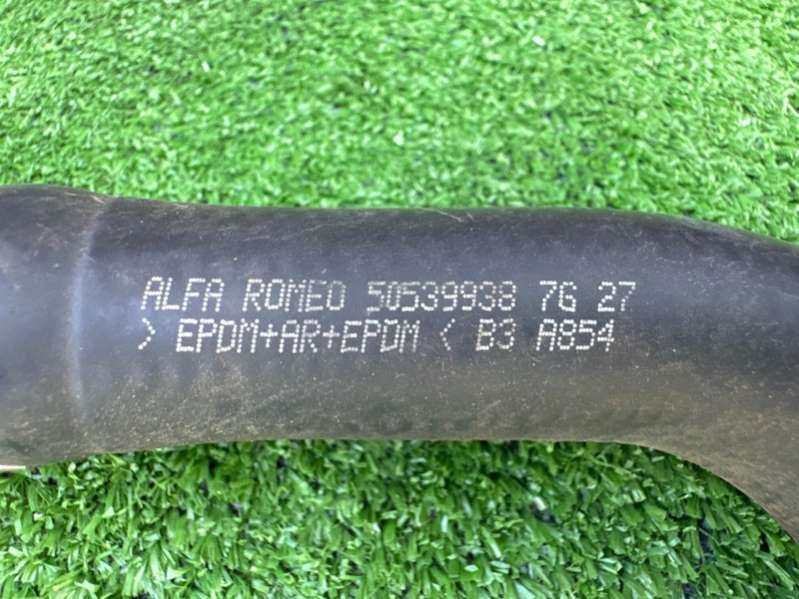 ALFA ROMEO 50539938 7G 27
> EPDM+AR+EPDM < B3 A854